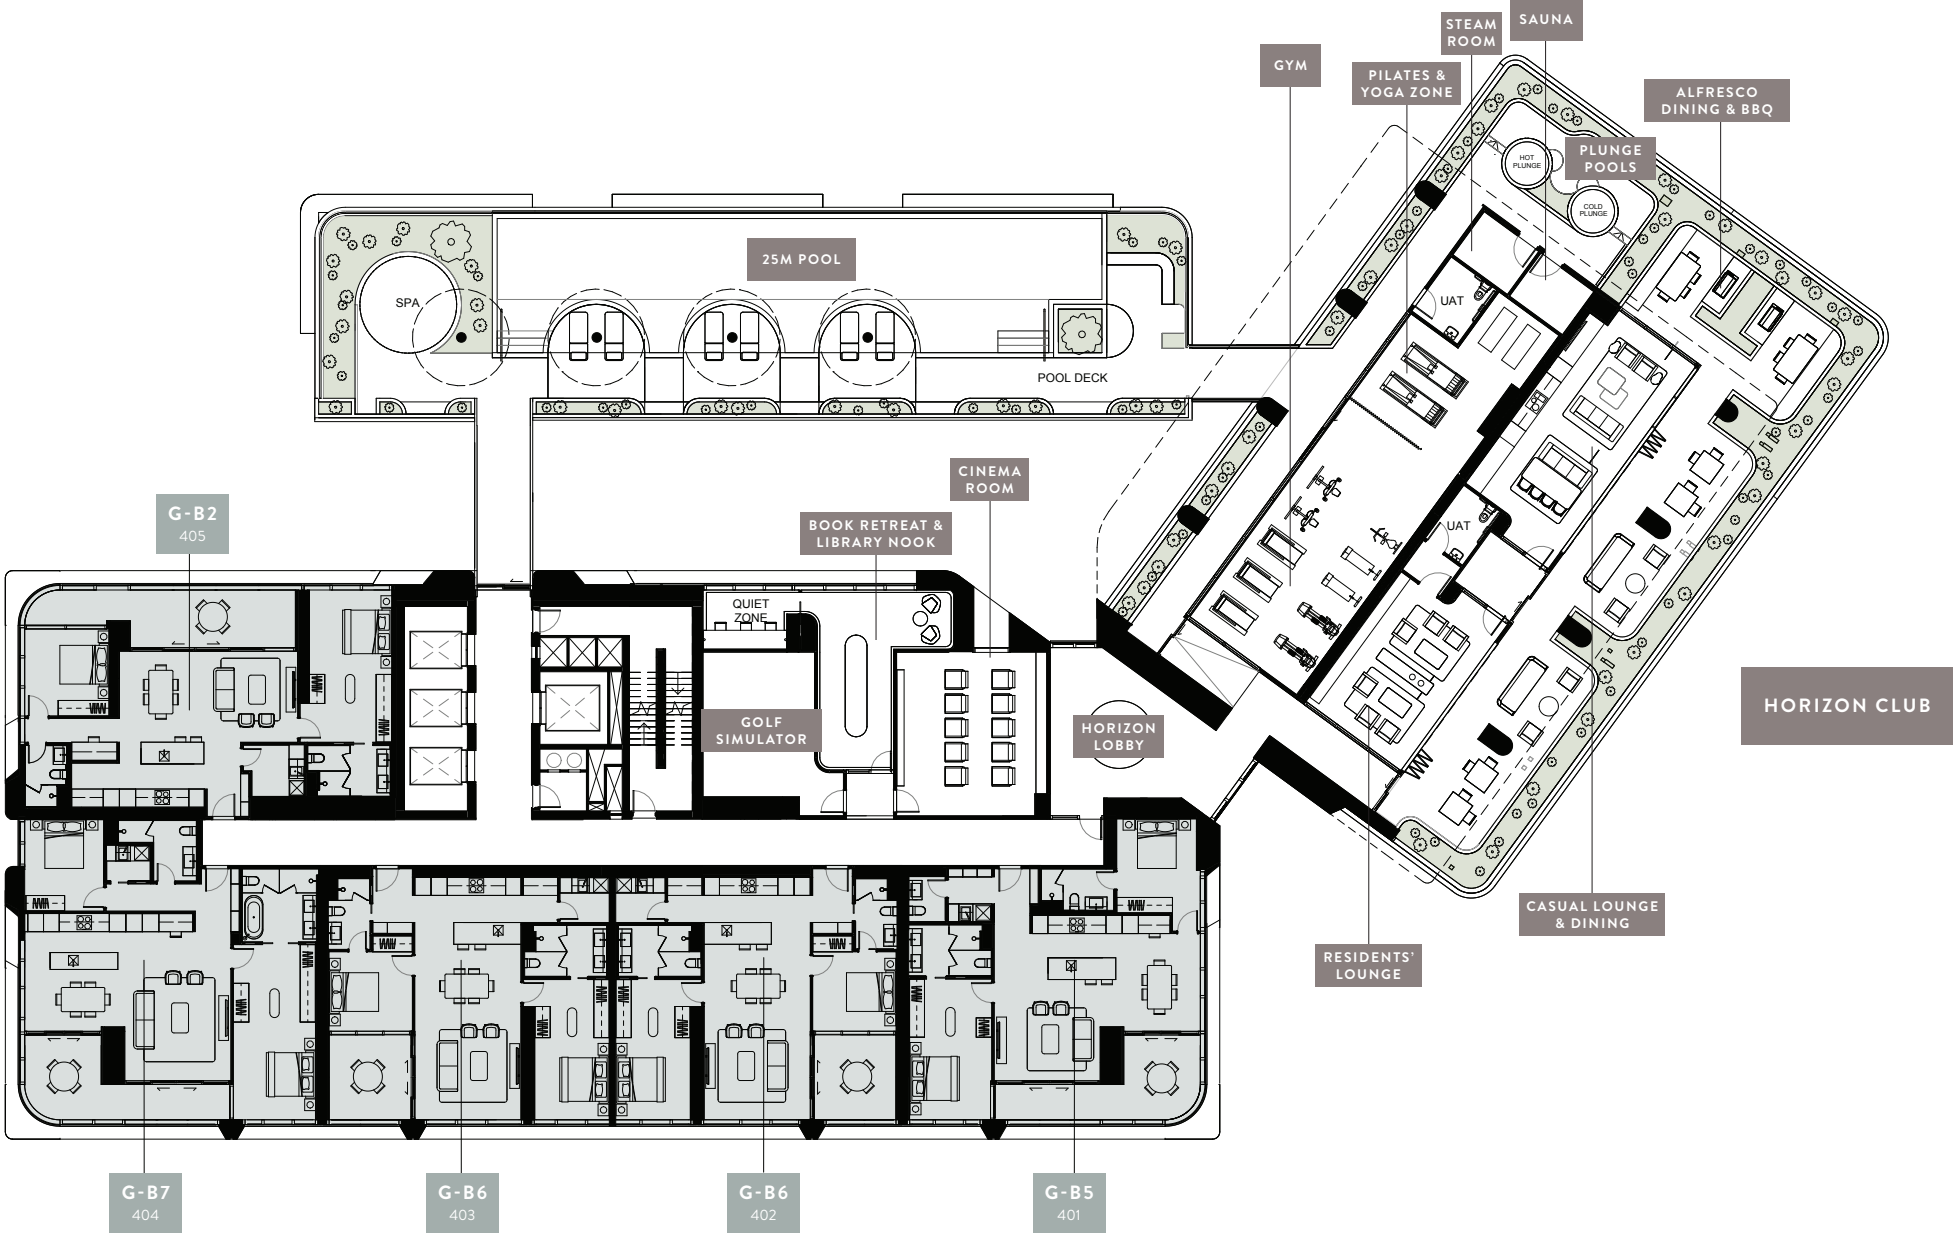 STEAM
ROOM
SAUNA
GYM
PILATES &
YOGA ZONE
ALFRESCO
DINING & BBQ
HOT
PLUNGE
PLUNGE
POOLS
COLD
PLUNGE
25M POOL
SPA
UAT
POOL DECK
CINEMA
ROOM
G-B2
405
BOOK RETREAT &
LIBRARY NOOK
UAT
QUIET
ZONE
GOLF
SIMULATOR
HORIZON
LOBBY
HORIZON CLUB
CASUAL LOUNGE
& DINING
RESIDENTS'
LOUNGE
G-B7
404
G-B6
403
G-B6
402
G-B5
401